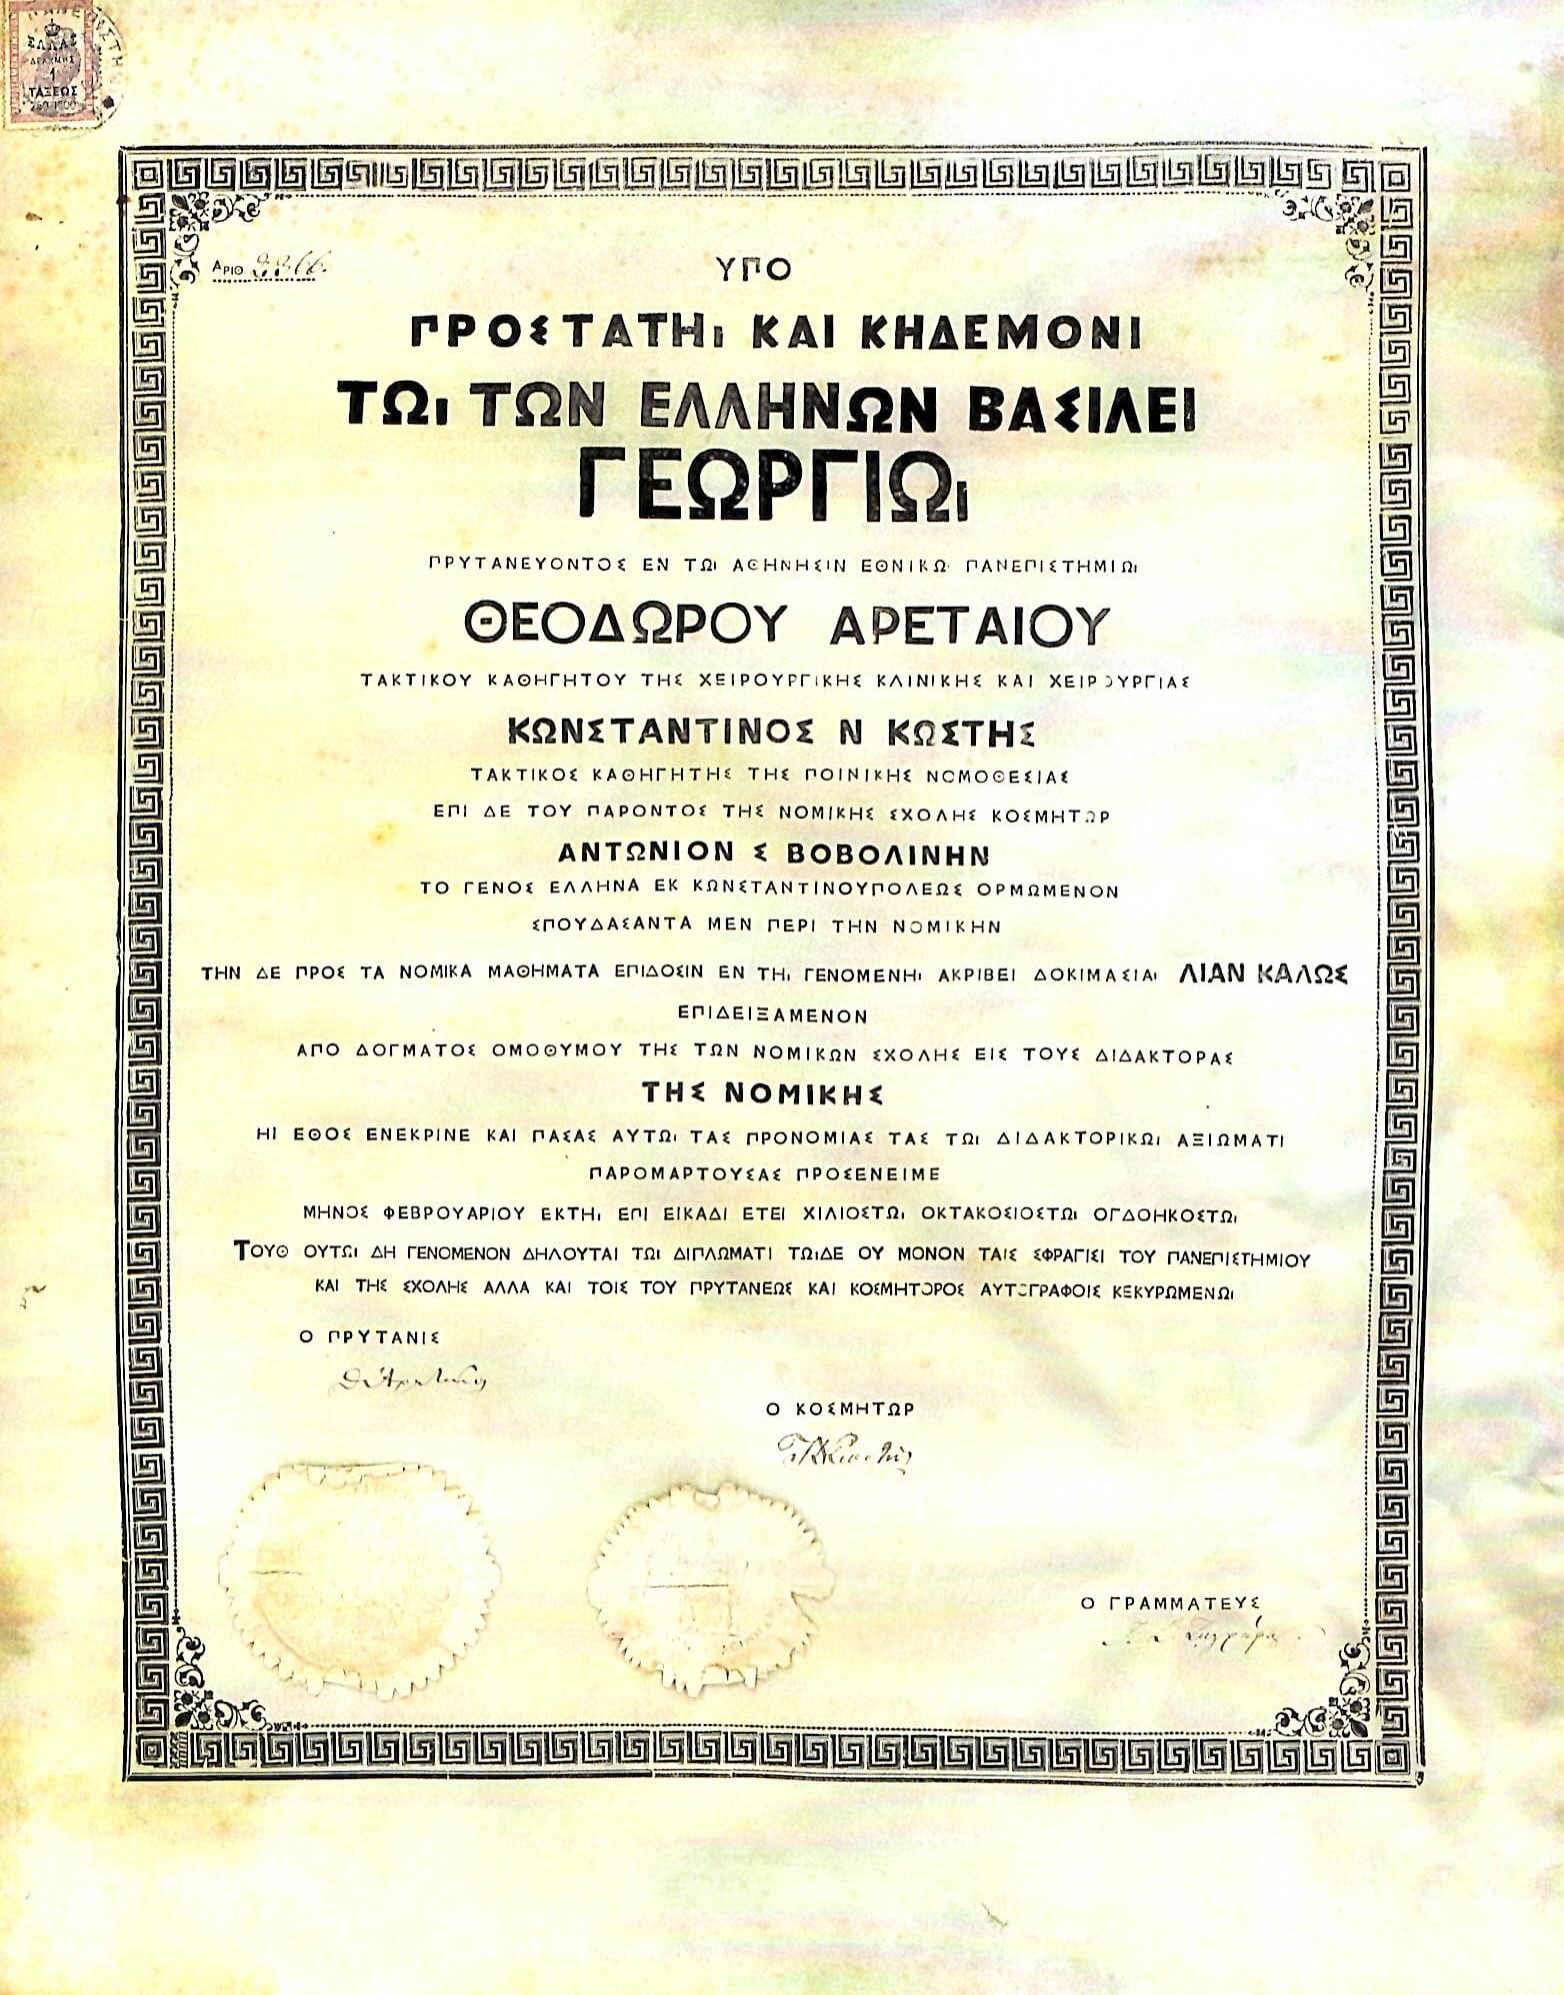 ΕΛΛΑΣ
ΔΡΑΧΜΗΣ
1
ΤΑΞΕΩΣ
ΑΡΙΘ
ΥΠΟ
ΠΡΟΣΤΑΤΗι ΚΑΙ ΚΗΔΕΜΟΝΙ
ΤΩι ΤΩΝ ΕΛΛΗΝΩΝ ΒΑΣΙΛΕΙ
ΓΕΩΡΓΙΩι
ΠΡΥΤΑΝΕΥΟΝΤΟΣ ΕΝ ΤΩι ΑΘΗΝΗΣΙΝ ΕΘΝΙΚΩι ΠΑΝΕΠΙΣΤΗΜΙΩι
ΘΕΟΔΩΡΟΥ ΑΡΕΤΑΙΟΥ
ΤΑΚΤΙΚΟΥ ΚΑΘΗΓΗΤΟΥ ΤΗΣ ΧΕΙΡΟΥΡΓΙΚΗΣ ΚΛΙΝΙΚΗΣ ΚΑΙ ΧΕΙΡΟΥΡΓΙΑΣ
ΚΩΝΣΤΑΝΤΙΝΟΣ Ν ΚΩΣΤΗΣ
ΤΑΚΤΙΚΟΣ ΚΑΘΗΓΗΤΗΣ ΤΗΣ ΠΟΙΝΙΚΗΣ ΝΟΜΟΘΕΣΙΑΣ
ΕΠΙ ΔΕ ΤΟΥ ΠΑΡΟΝΤΟΣ ΤΗΣ ΝΟΜΙΚΗΣ ΣΧΟΛΗΣ ΚΟΣΜΗΤΩΡ
ΑΝΤΩΝΙΟΝ Σ ΒΟΒΟΛΙΝΗΝ
ΤΟ ΓΕΝΟΣ ΕΛΛΗΝΑ ΕΚ ΚΩΝΣΤΑΝΤΙΝΟΥΠΟΛΕΩΣ ΟΡΜΩΜΕΝΟΝ
ΣΠΟΥΔΑΣΑΝΤΑ ΜΕΝ ΠΕΡΙ ΤΗΝ ΝΟΜΙΚΗΝ
ΤΗΝ ΔΕ ΠΡΟΣ ΤΑ ΝΟΜΙΚΑ ΜΑΘΗΜΑΤΑ ΕΠΙΔΟΣΙΝ ΕΝ ΤΗι ΓΕΝΟΜΕΝΗι ΑΚΡΙΒΕΙ ΔΟΚΙΜΑΣΙΑι ΛΙΑΝ ΚΑΛΩΣ
ΕΠΙΔΕΙΞΑΜΕΝΟΝ
ΑΠΟ ΔΟΓΜΑΤΟΣ ΟΜΟΘΥΜΟΥ ΤΗΣ ΤΩΝ ΝΟΜΙΚΩΝ ΣΧΟΛΗΣ ΕΙΣ ΤΟΥΣ ΔΙΔΑΚΤΟΡΑΣ
ΤΗΣ ΝΟΜΙΚΗΣ
ΗΙ ΕΘΟΣ ΕΝΕΚΡΙΝΕ ΚΑΙ ΠΑΣΑΣ ΑΥΤΩι ΤΑΣ ΠΡΟΝΟΜΙΑΣ ΤΑΣ ΤΩι ΔΙΔΑΚΤΟΡΙΚΩι ΑΞΙΩΜΑΤΙ
ΠΑΡΟΜΑΡΤΟΥΣΑΣ ΠΡΟΣΕΝΕΙΜΕ
ΜΗΝΟΣ ΦΕΒΡΟΥΑΡΙΟΥ ΕΚΤΗι ΕΠΙ ΕΙΚΑΔΙ ΕΤΕΙ ΧΙΛΙΟΣΤΩι ΟΚΤΑΚΟΣΙΟΣΤΩι ΟΓΔΟΗΚΟΣΤΩι
ΤΟΥΘ ΟΥΤΩΙ ΔΗ ΓΕΝΟΜΕΝΟΝ ΔΗΛΟΥΤΑΙ ΤΩι ΔΙΠΛΩΜΑΤΙ ΤΩιΔΕ ΟΥ ΜΟΝΟΝ ΤΑΙΣ ΣΦΡΑΓΙΣΙ ΤΟΥ ΠΑΝΕΠΙΣΤΗΜΙΟΥ
ΚΑΙ ΤΗΣ ΣΧΟΛΗΣ ΑΛΛΑ ΚΑΙ ΤΟΙΣ ΤΟΥ ΠΡΥΤΑΝΕΩΣ ΚΑΙ ΚΟΣΜΗΤΟΡΟΣ ΑΥΤΟΓΡΑΦΟΙΣ ΚΕΚΥΡΩΜΕΝΩι
Ο ΠΡΥΤΑΝΙΣ
Ο ΚΟΣΜΗΤΩΡ
Ο ΓΡΑΜΜΑΤΕΥΣ